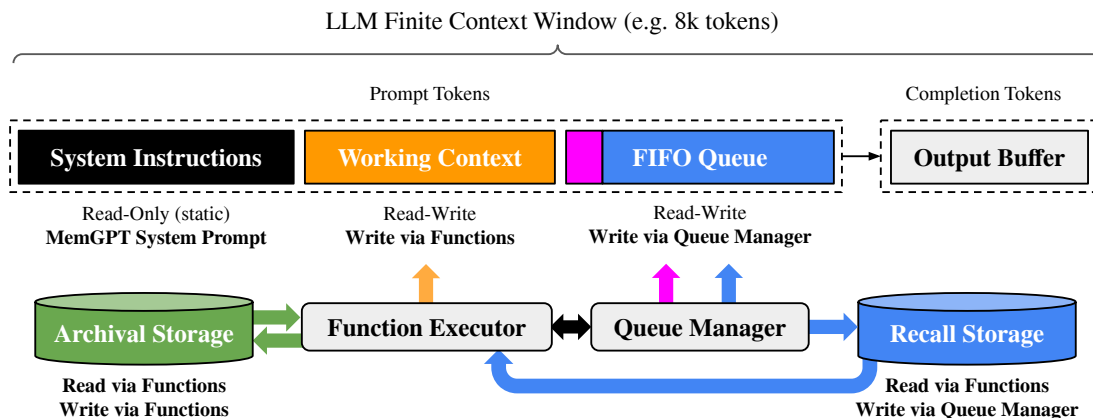 LLM Finite Context Window (e.g. 8k tokens)
Prompt Tokens
Completion Tokens
System Instructions
Working Context
FIFO Queue
Output Buffer
Read-Only (static)
MemGPT System Prompt
Read-Write
Write via Functions
Read-Write
Write via Queue Manager
Archival Storage
Function Executor
Queue Manager
Recall Storage
Read via Functions
Write via Functions
Read via Functions
Write via Queue Manager